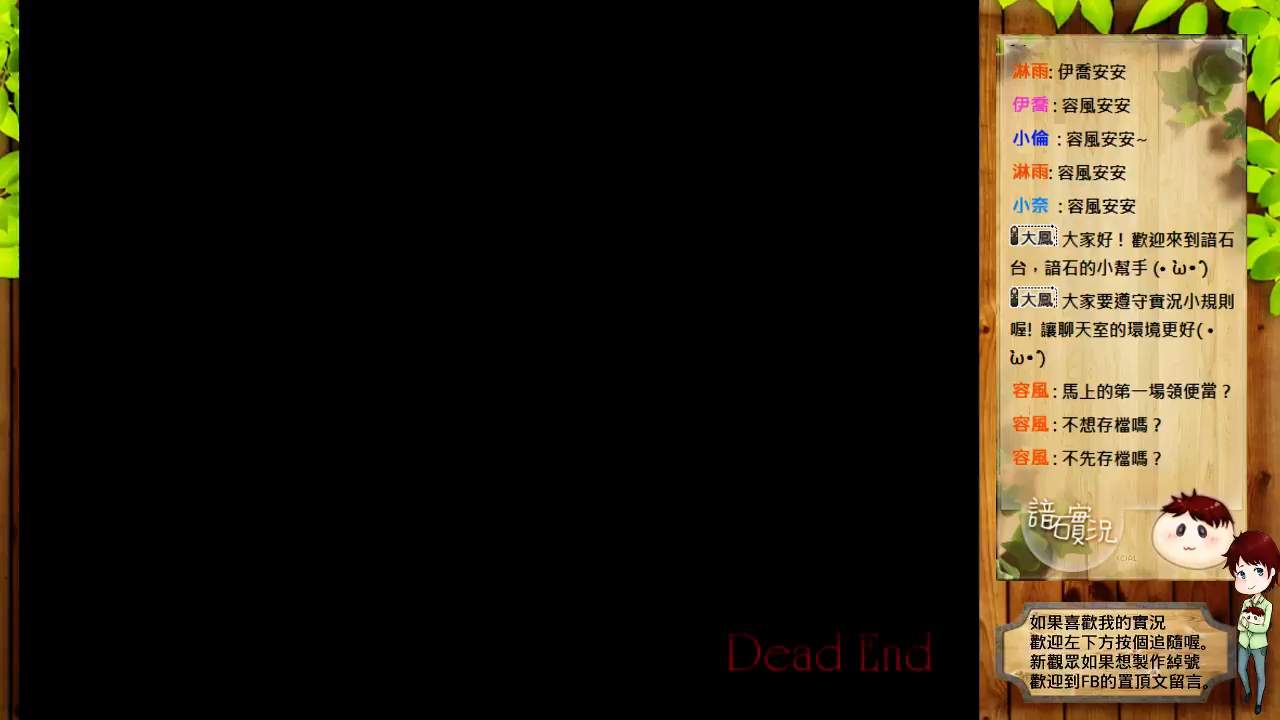 淋雨: 伊喬安安
伊喬 : 容風安安
小倫 : 容風安安~
淋雨: 容風安安
小奈 : 容風安安
大鳳 大家好！歡迎來到諳石
台，諳石的小幫手 (• ὼ•´)
大鳳 大家要遵守實況小規則
喔! 讓聊天室的環境更好( •
ὼ•´)
容風 : 馬上的第一場領便當？
容風 : 不想存檔嗎？
容風 : 不先存檔嗎？
諳石實況
Dead End
如果喜歡我的實況
歡迎左下方按個追隨喔。
新觀眾如果想製作綽號
歡迎到FB的置頂文留言。